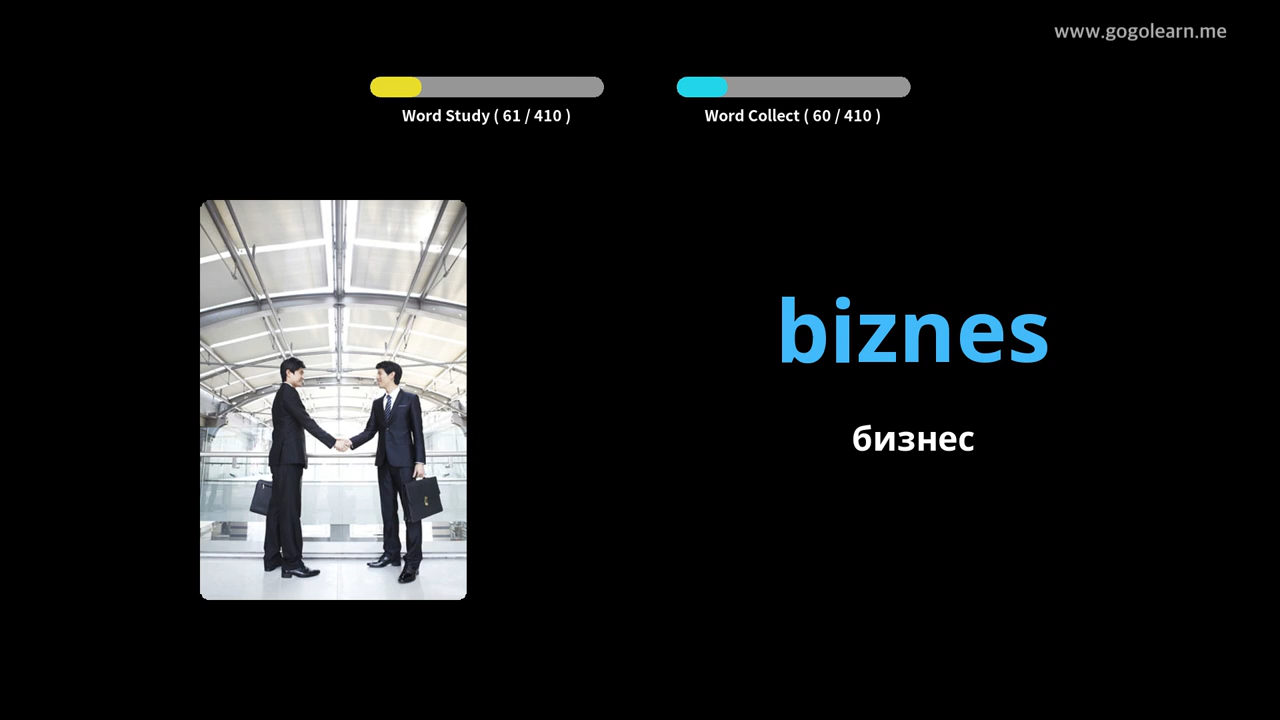 www.gogolearn.me
Word Study ( 61 / 410 )
Word Collect ( 60 / 410 )
biznes
бизнес